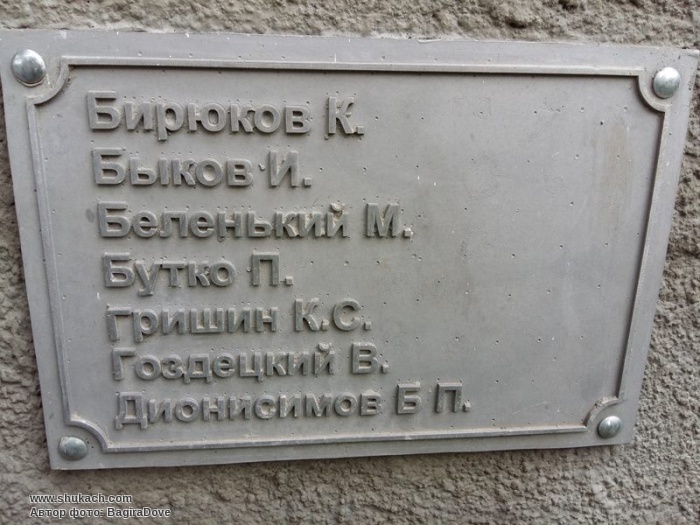 Бирюков К.
Быков И.
Беленький М.
Бутко П.
Гришин К.С.
Гоздецкий В.
Дионисимов Б П.
www.shukach.com
Автор фото: BagiraDove